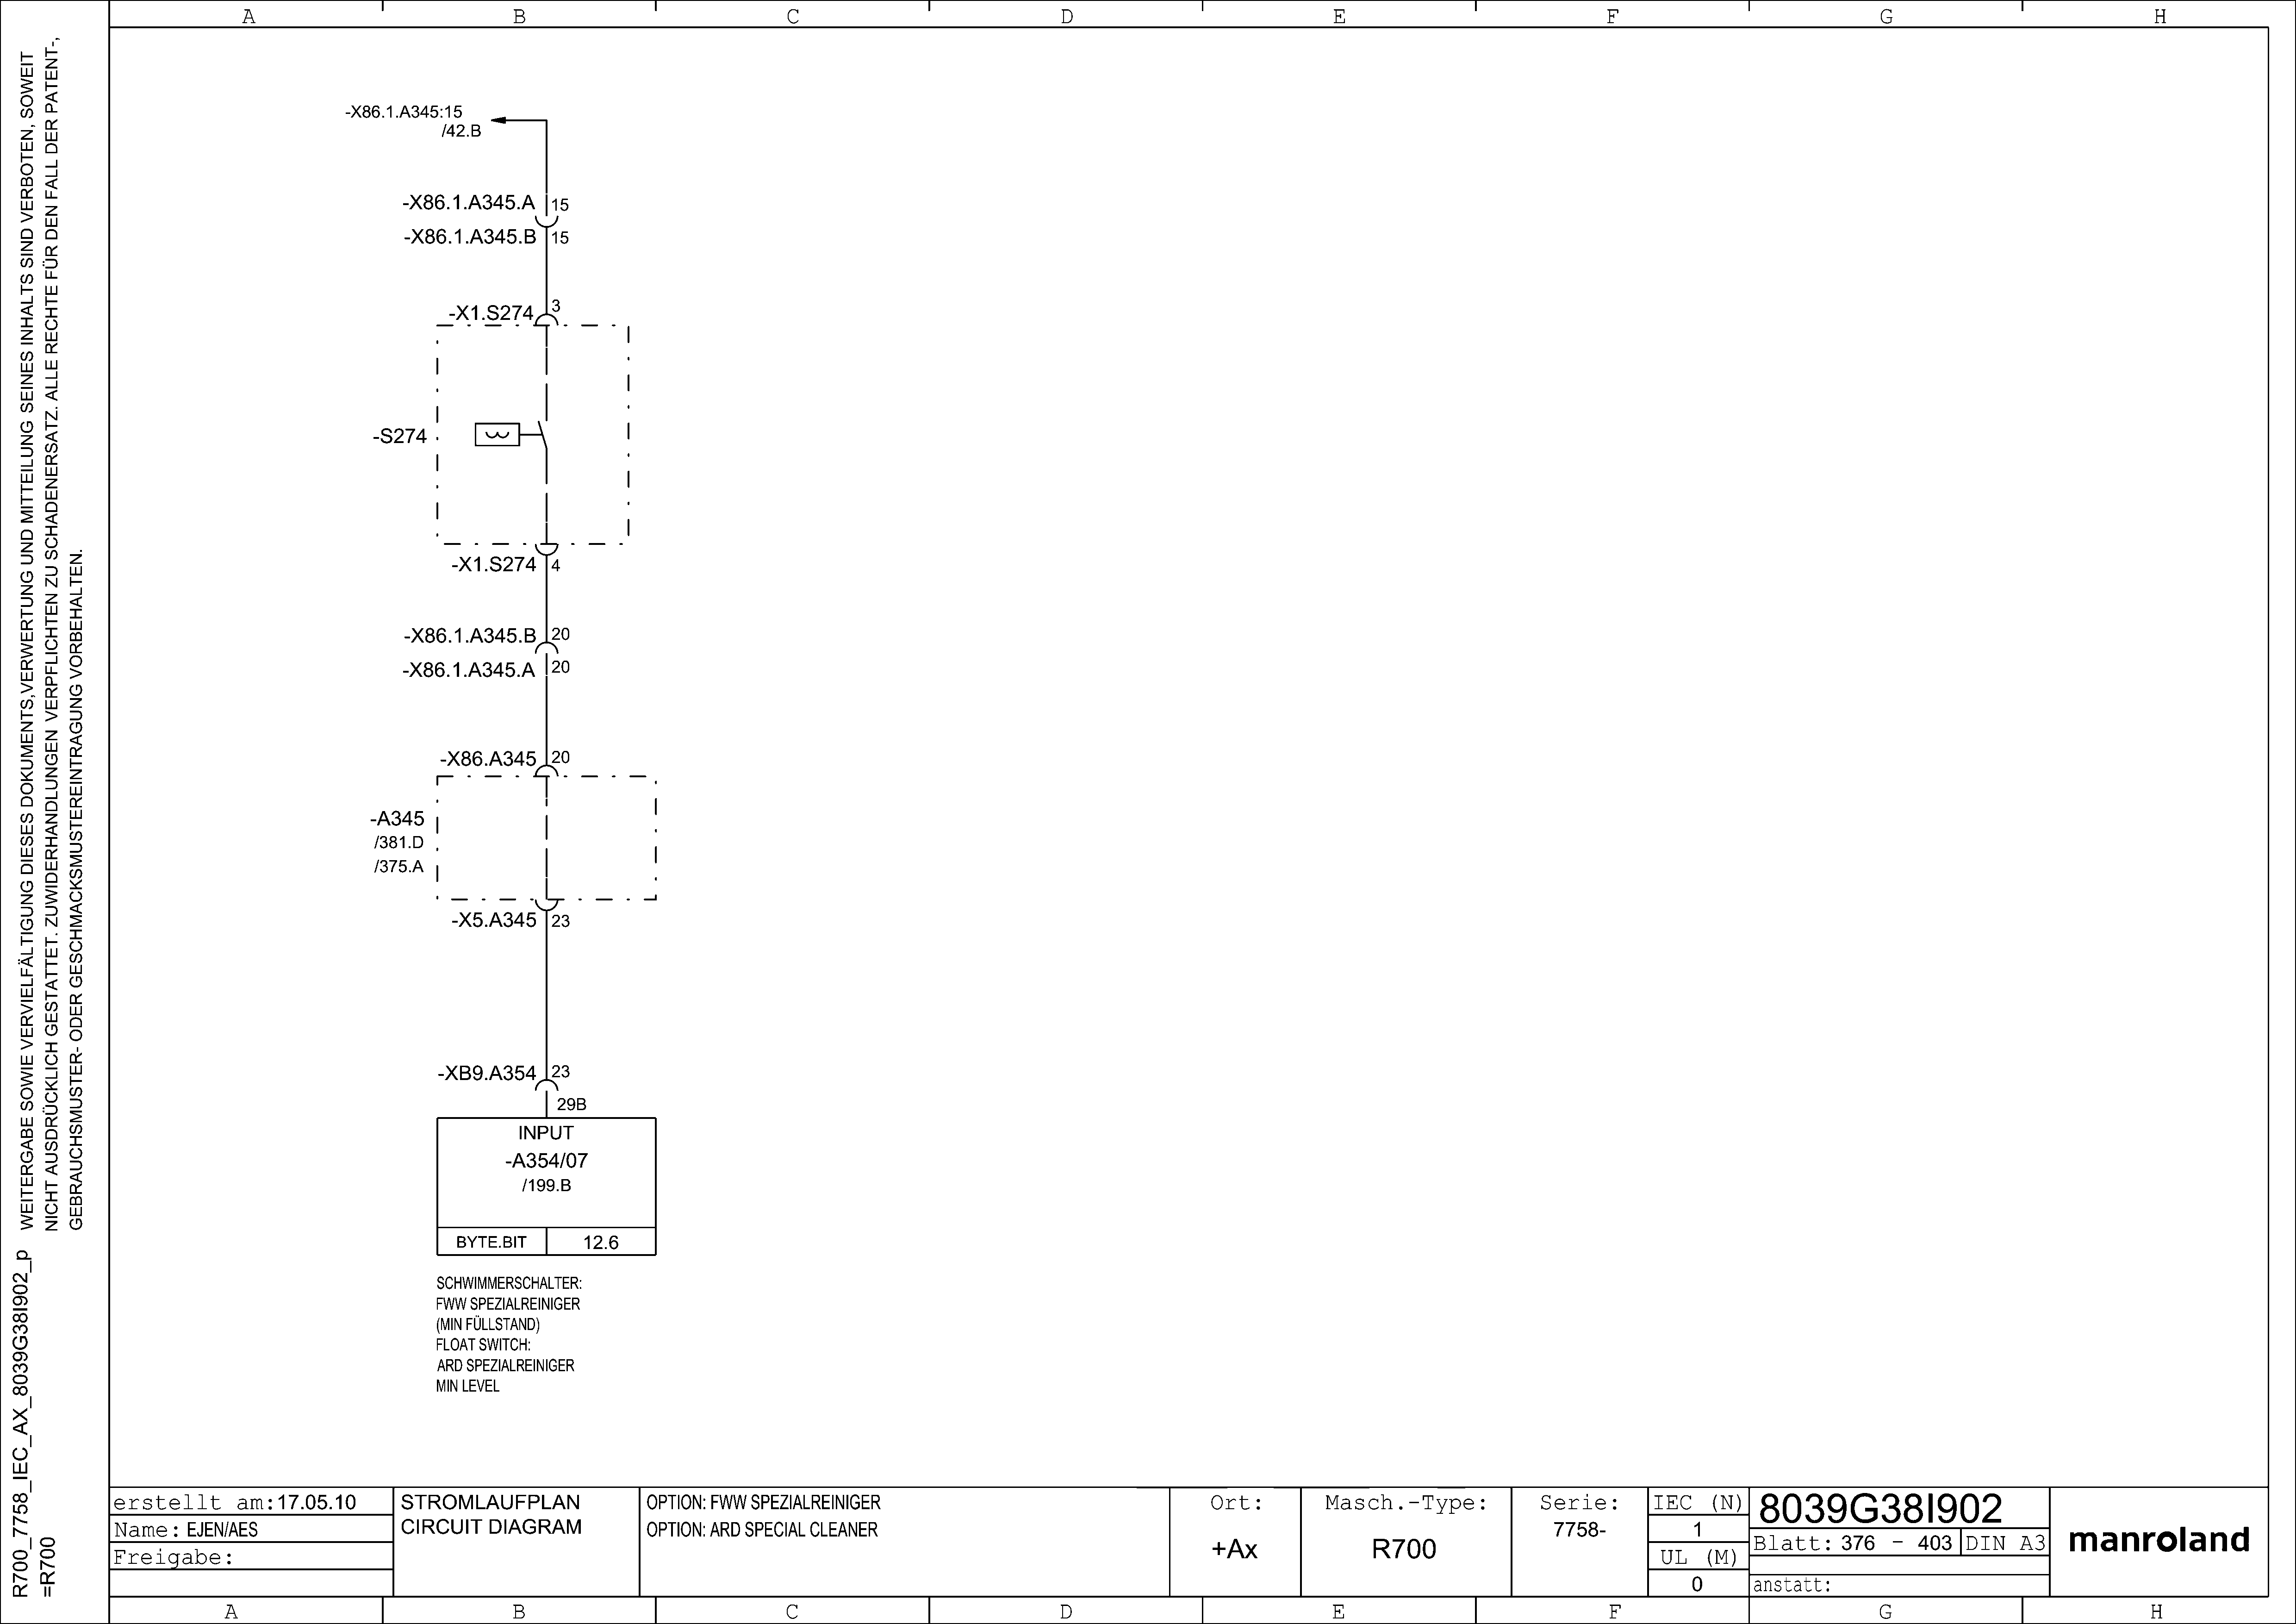 A B C D E F G H
WEITERGABE SOWIE VERVIELFÄLTIGUNG DIESES DOKUMENTS,VERWERTUNG UND MITTEILUNG SEINES INHALTS SIND VERBOTEN, SOWEIT
NICHT AUSDRÜCKLICH GESTATTET. ZUWIDERHANDLUNGEN VERPFLICHTEN ZU SCHADENERSATZ. ALLE RECHTE FÜR DEN FALL DER PATENT-,
GEBRAUCHSMUSTER- ODER GESCHMACKSMUSTEREINTRAGUNG VORBEHALTEN.
R700_7758_IEC_AX_8039G38I902_p
=R700
-X86.1.A345:15
/42.B
-X86.1.A345.A 15
-X86.1.A345.B 15
-X1.S274 3
-S274
-X1.S274 4
-X86.1.A345.B 20
-X86.1.A345.A 20
-X86.A345 20
-A345
/381.D
/375.A
-X5.A345 23
-XB9.A354 23
29B
INPUT
-A354/07
/199.B
BYTE.BIT 12.6
SCHWIMMERSCHALTER:
FWW SPEZIALREINIGER
(MIN FÜLLSTAND)
FLOAT SWITCH:
ARD SPEZIALREINIGER
MIN LEVEL
erstellt am:17.05.10
Name: EJEN/AES
Freigabe:
STROMLAUFPLAN
CIRCUIT DIAGRAM
OPTION: FWW SPEZIALREINIGER
OPTION: ARD SPECIAL CLEANER
Ort:
+Ax
Masch.-Type:
R700
Serie:
7758-
IEC (N)
1
UL (M)
0
8039G38I902
Blatt: 376 - 403 DIN A3
anstatt:
manroland
A B C D E F G H